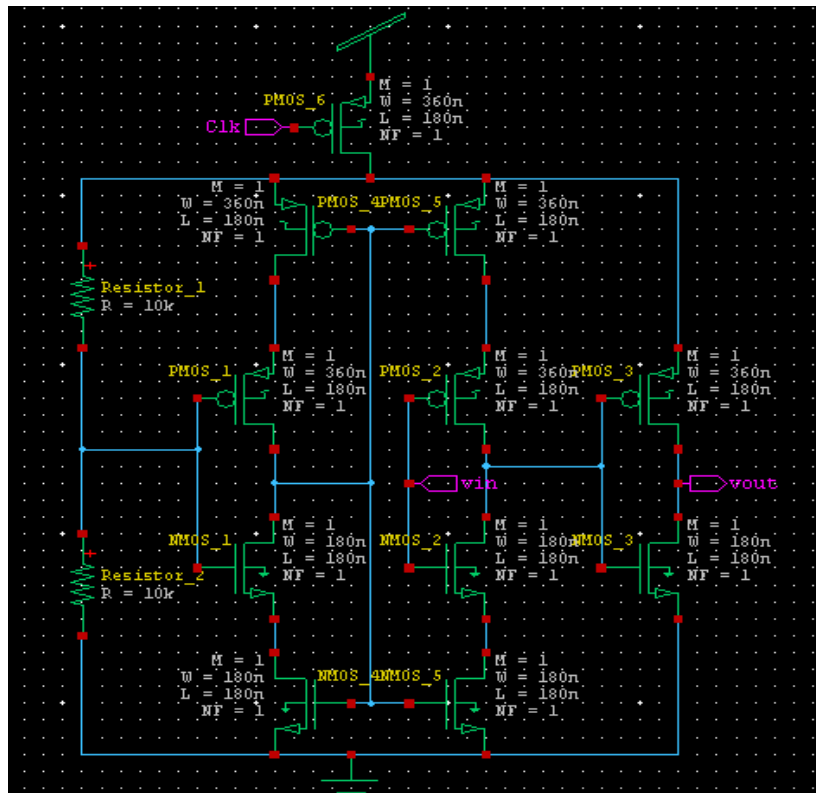 PMOS_6
M = 1
W = 360n
L = 180n
NF = 1
Clk
M = 1
W = 360n
L = 180n
NF = 1
PMOS_4PMOS_5
M = 1
W = 360n
L = 180n
NF = 1
+
Resistor_1
R = 10k
PMOS_1
M = 1
W = 360n
L = 180n
NF = 1
PMOS_2
M = 1
W = 360n
L = 180n
NF = 1
PMOS_3
M = 1
W = 360n
L = 180n
NF = 1
vin
vout
NMOS_1
M = 1
W = 180n
L = 180n
NF = 1
NMOS_2
M = 1
W = 180n
L = 180n
NF = 1
NMOS_3
M = 1
W = 180n
L = 180n
NF = 1
+
Resistor_2
R = 10k
M = 1
W = 180n
L = 180n
NF = 1
NMOS_4NMOS_5
M = 1
W = 180n
L = 180n
NF = 1